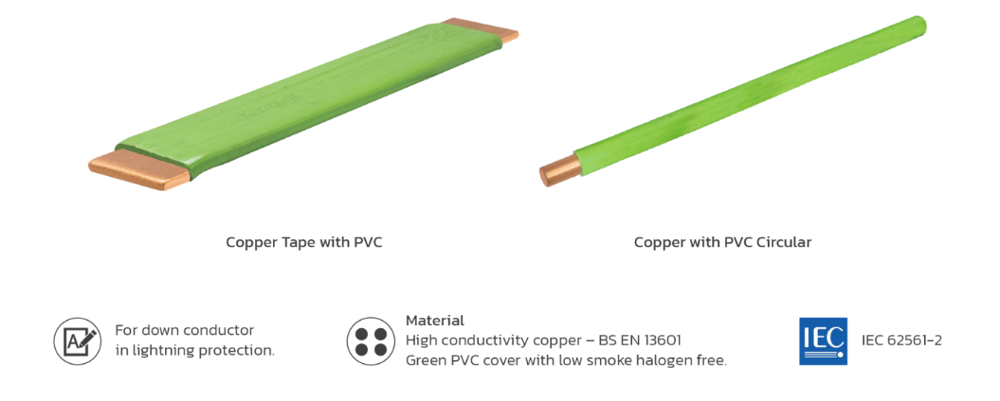 Copper Tape with PVC
Copper with PVC Circular
For down conductor
in lightning protection.
Material
High conductivity copper – BS EN 13601
Green PVC cover with low smoke halogen free.
IEC
IEC 62561-2